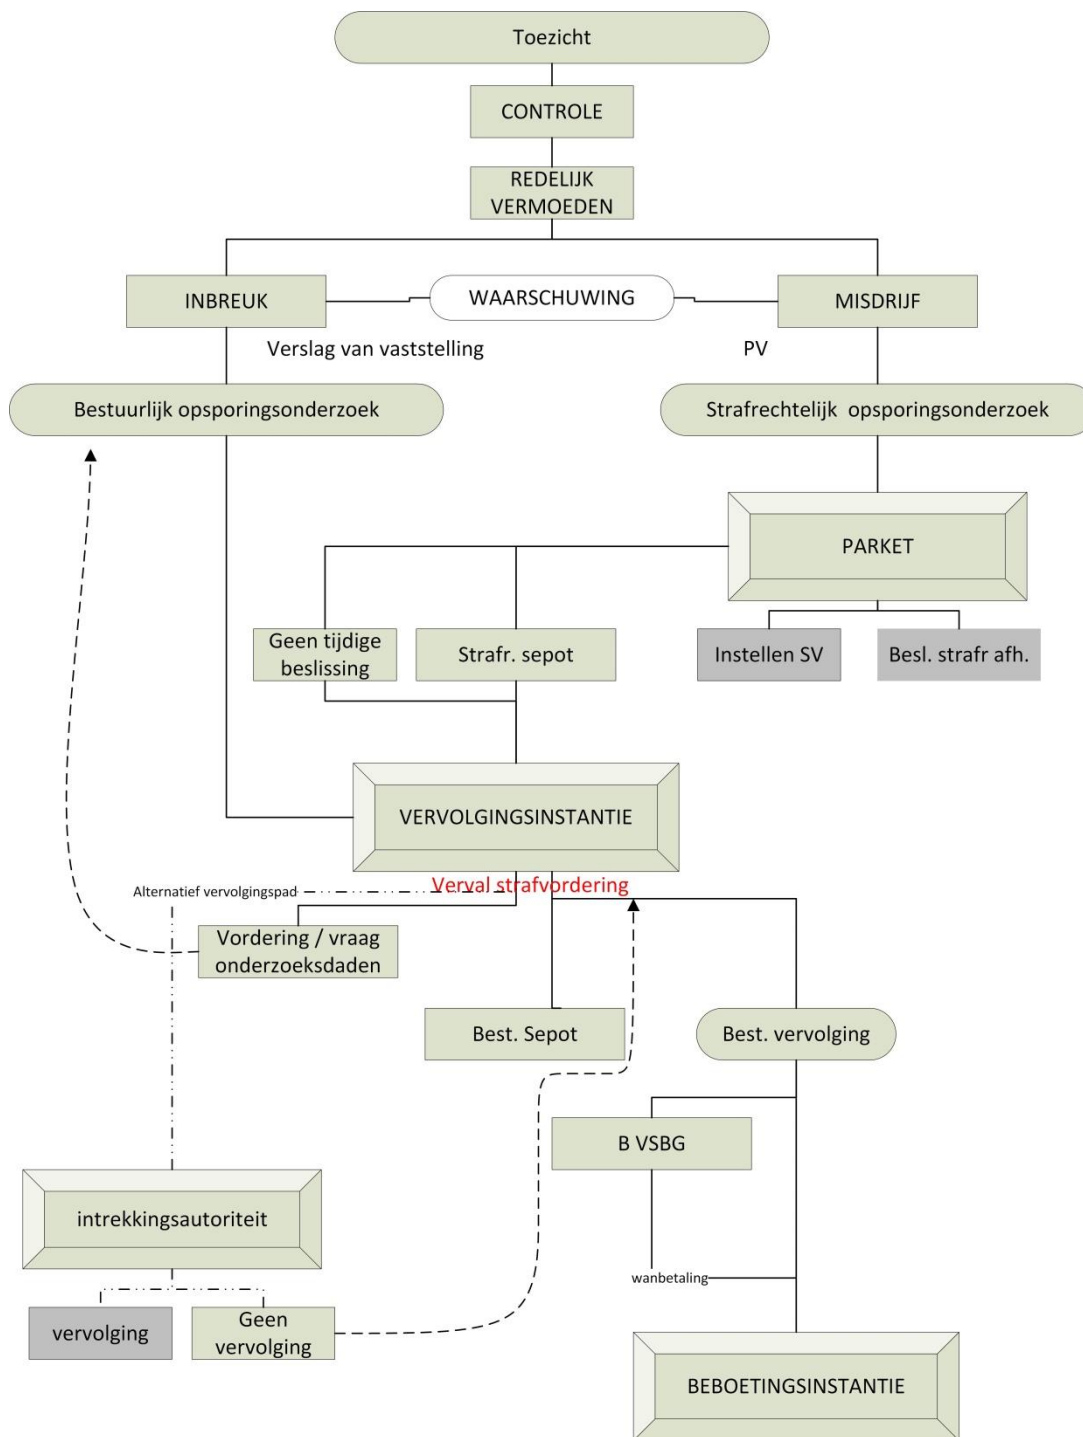 Toezicht
CONTROLE
REDELIJK
VERMOEDEN
INBREUK
WAARSCHUWING
MISDRIJF
Verslag van vaststelling
PV
Bestuurlijk opsporingsonderzoek
Strafrechtelijk opsporingsonderzoek
PARKET
Geen tijdige
beslissing
Strafr. sepot
Instellen SV
Besl. strafr afh.
VERVOLGINGSINSTANTIE
Verval strafvordering
Alternatief vervolgingspad
Vordering / vraag
onderzoeksdaden
Best. Sepot
Best. vervolging
B VSBG
intrekkingsautoriteit
wanbetaling
vervolging
Geen
vervolging
BEBOETINGSINSTANTIE